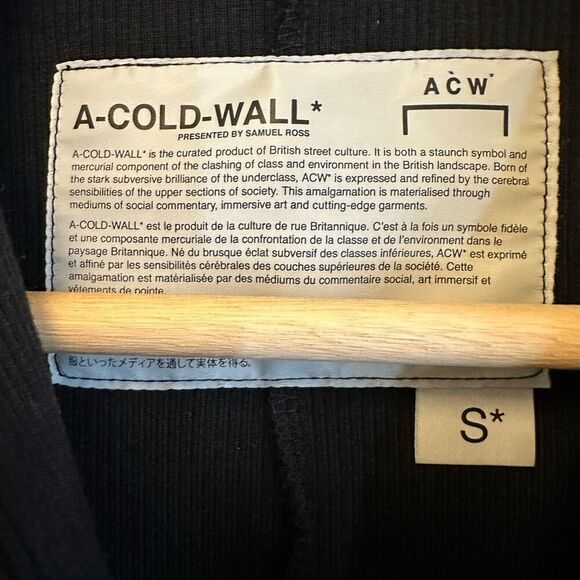 A-COLD-WALL*
PRESENTED BY SAMUEL ROSS
ÀCW*
A-COLD-WALL* is the curated product of British street culture. It is both a staunch symbol and
mercurial component of the clashing of class and environment in the British landscape. Born of
the stark subversive brilliance of the underclass, ACW* is expressed and refined by the cerebral
sensibilities of the upper sections of society. This amalgamation is materialised through
mediums of social commentary, immersive art and cutting-edge garments.
A-COLD-WALL* est le produit de la culture de rue Britannique. C'est à la fois un symbole fidèle
et une composante mercuriale de la confrontation de la classe et de l'environnement dans le
paysage Britannique. Né du brusque éclat subversif des classes inférieures, ACW* est exprimé
et affiné par les sensibilités cérébrales des couches supérieures de la société. Cette
amalgamation est matérialisée par des médiums du commentaire social, art immersif et
vêtements de pointe.
服といったメディアを通して実体を得る。
S*